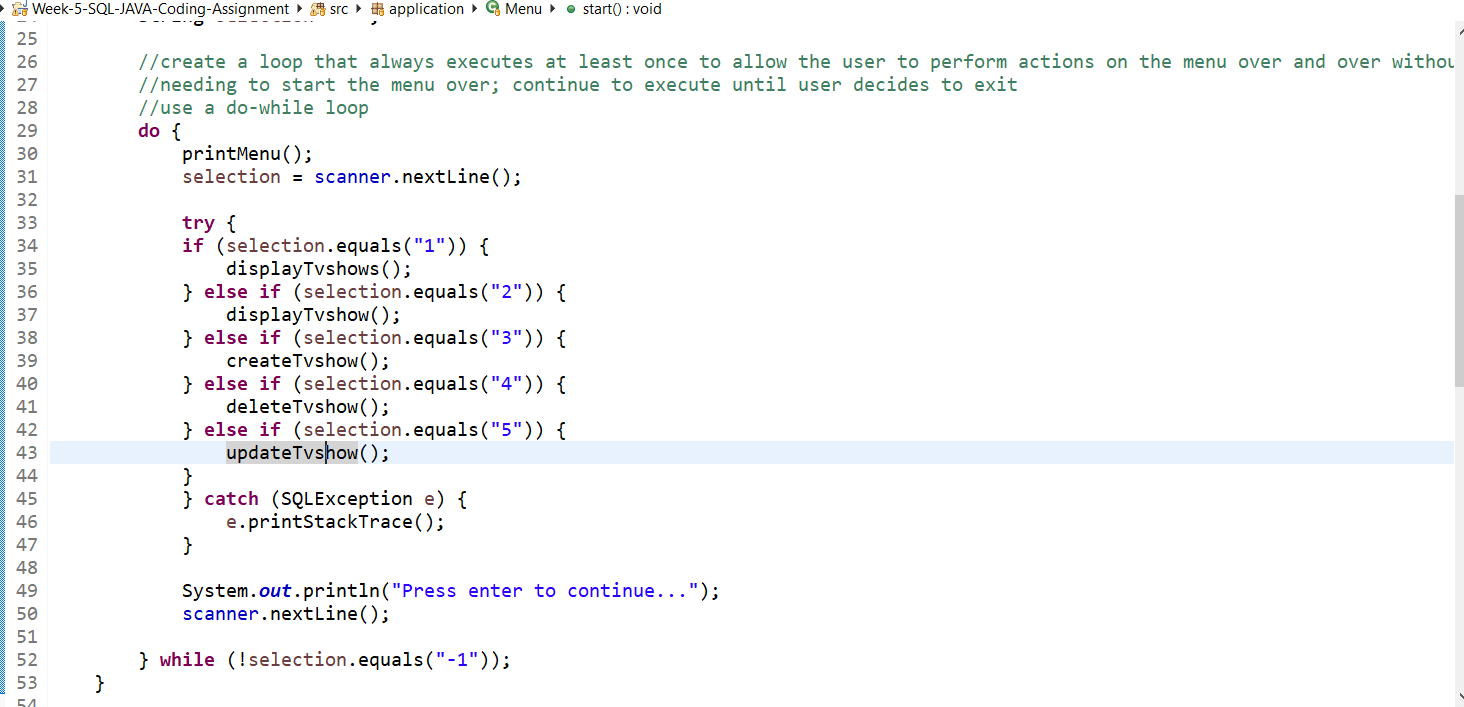 Week-5-SQL-JAVA-Coding-Assignment src application Menu start() : void
25
26 //create a loop that always executes at least once to allow the user to perform actions on the menu over and over withou
27 //needing to start the menu over; continue to execute until user decides to exit
28 //use a do-while loop
29 do {
30 printMenu();
31 selection = scanner.nextLine();
32
33 try {
34 if (selection.equals("1")) {
35 displayTvshows();
36 } else if (selection.equals("2")) {
37 displayTvshow();
38 } else if (selection.equals("3")) {
39 createTvshow();
40 } else if (selection.equals("4")) {
41 deleteTvshow();
42 } else if (selection.equals("5")) {
43 updateTvshow();
44 }
45 } catch (SQLException e) {
46 e.printStackTrace();
47 }
48
49 System.out.println("Press enter to continue...");
50 scanner.nextLine();
51
52 } while (!selection.equals("-1"));
53 }
54